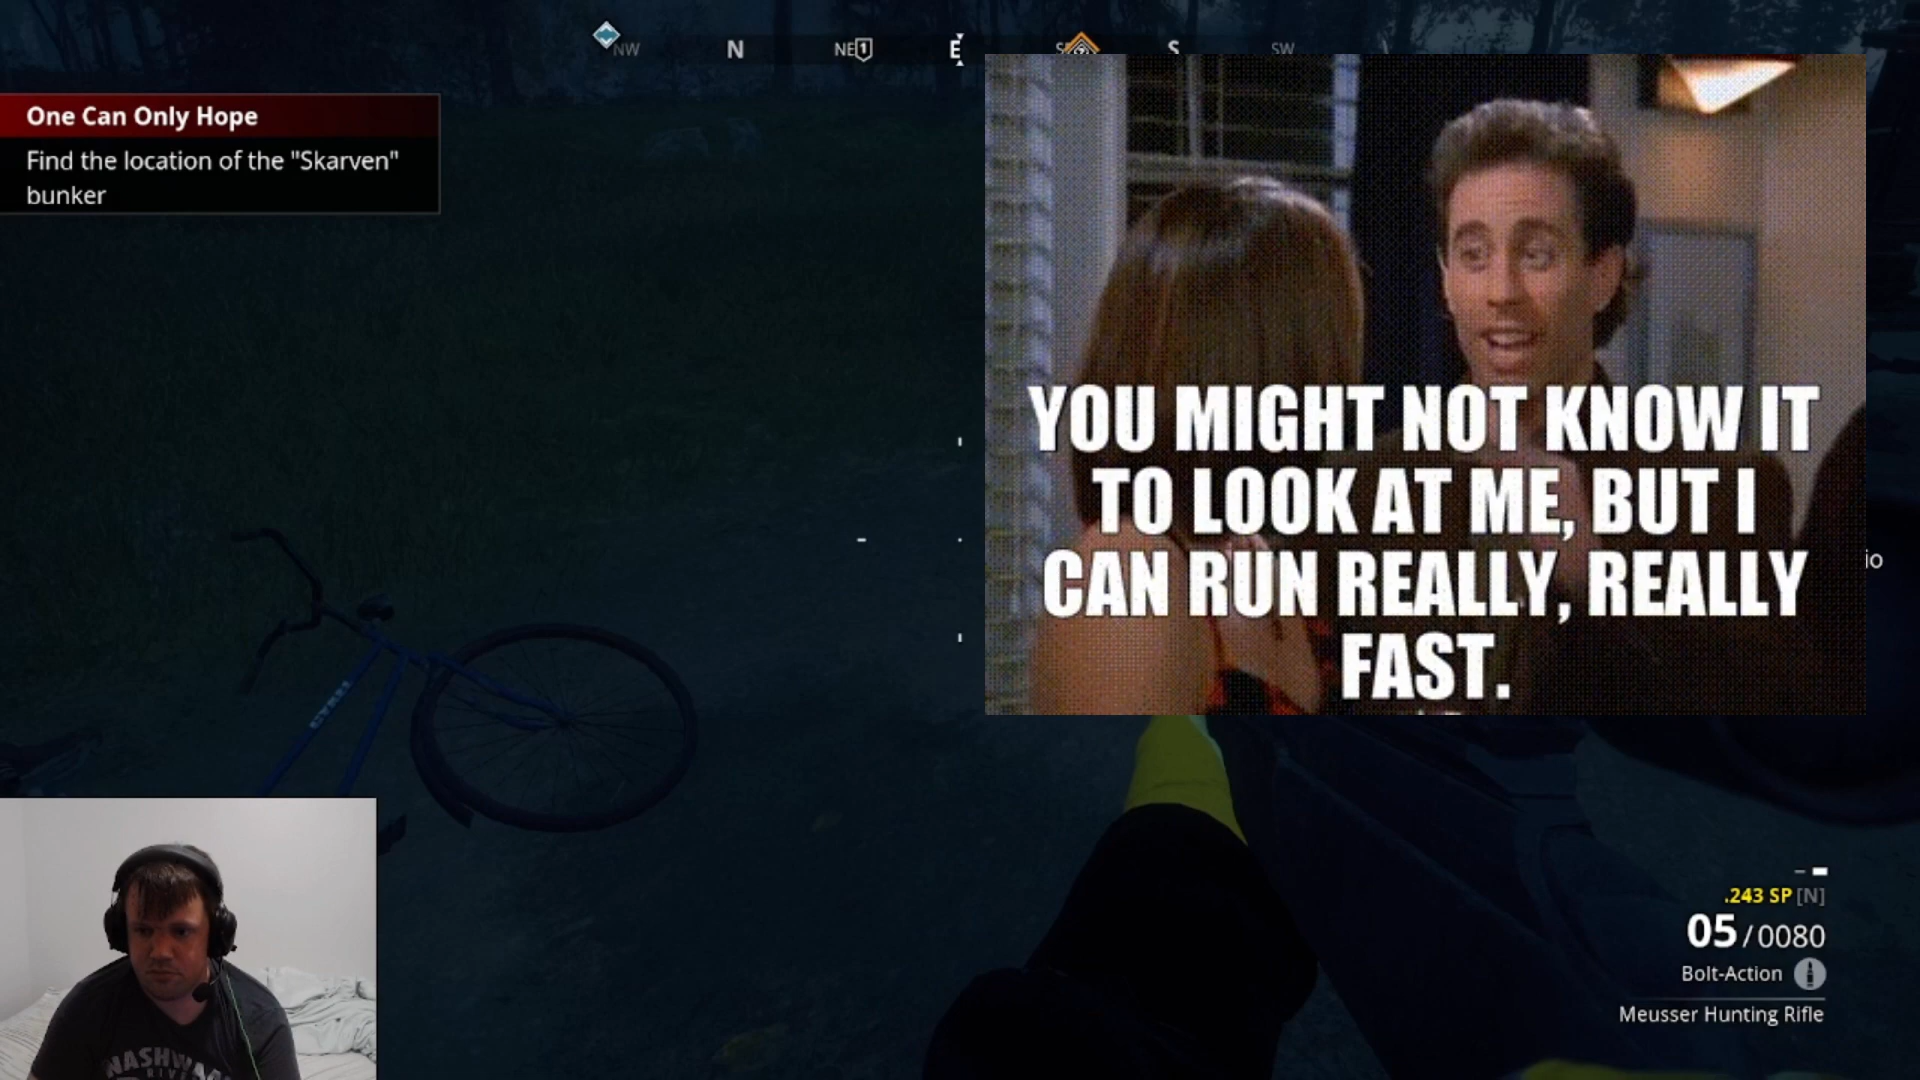 NW N NE 1 E S SW
One Can Only Hope
Find the location of the "Skarven"
bunker
YOU MIGHT NOT KNOW IT
TO LOOK AT ME, BUT I
CAN RUN REALLY, REALLY
FAST.
io
.243 SP [N]
05/0080
Bolt-Action
Meusser Hunting Rifle